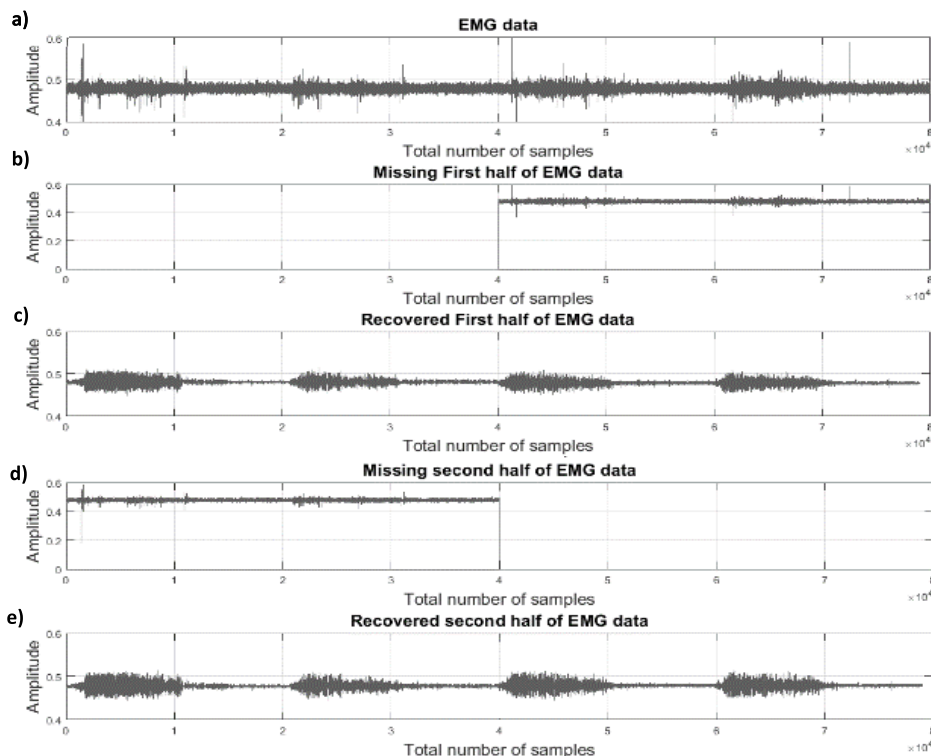 a)
EMG data
0.6
0.5
0.4
Amplitude
0 1 2 3 4 5 6 7 8
×10⁴
Total number of samples
b)
Missing First half of EMG data
0.6
0.4
0.2
0
Amplitude
0 1 2 3 4 5 6 7 8
×10⁴
Total number of samples
c)
Recovered First half of EMG data
0.6
0.5
0.4
Amplitude
0 1 2 3 4 5 6 7 8
×10⁴
Total number of samples
d)
Missing second half of EMG data
0.6
0.4
0.2
0
Amplitude
0 1 2 3 4 5 6 7 8
×10⁴
Total number of samples
e)
Recovered second half of EMG data
0.6
0.5
0.4
Amplitude
0 1 2 3 4 5 6 7 8
×10⁴
Total number of samples